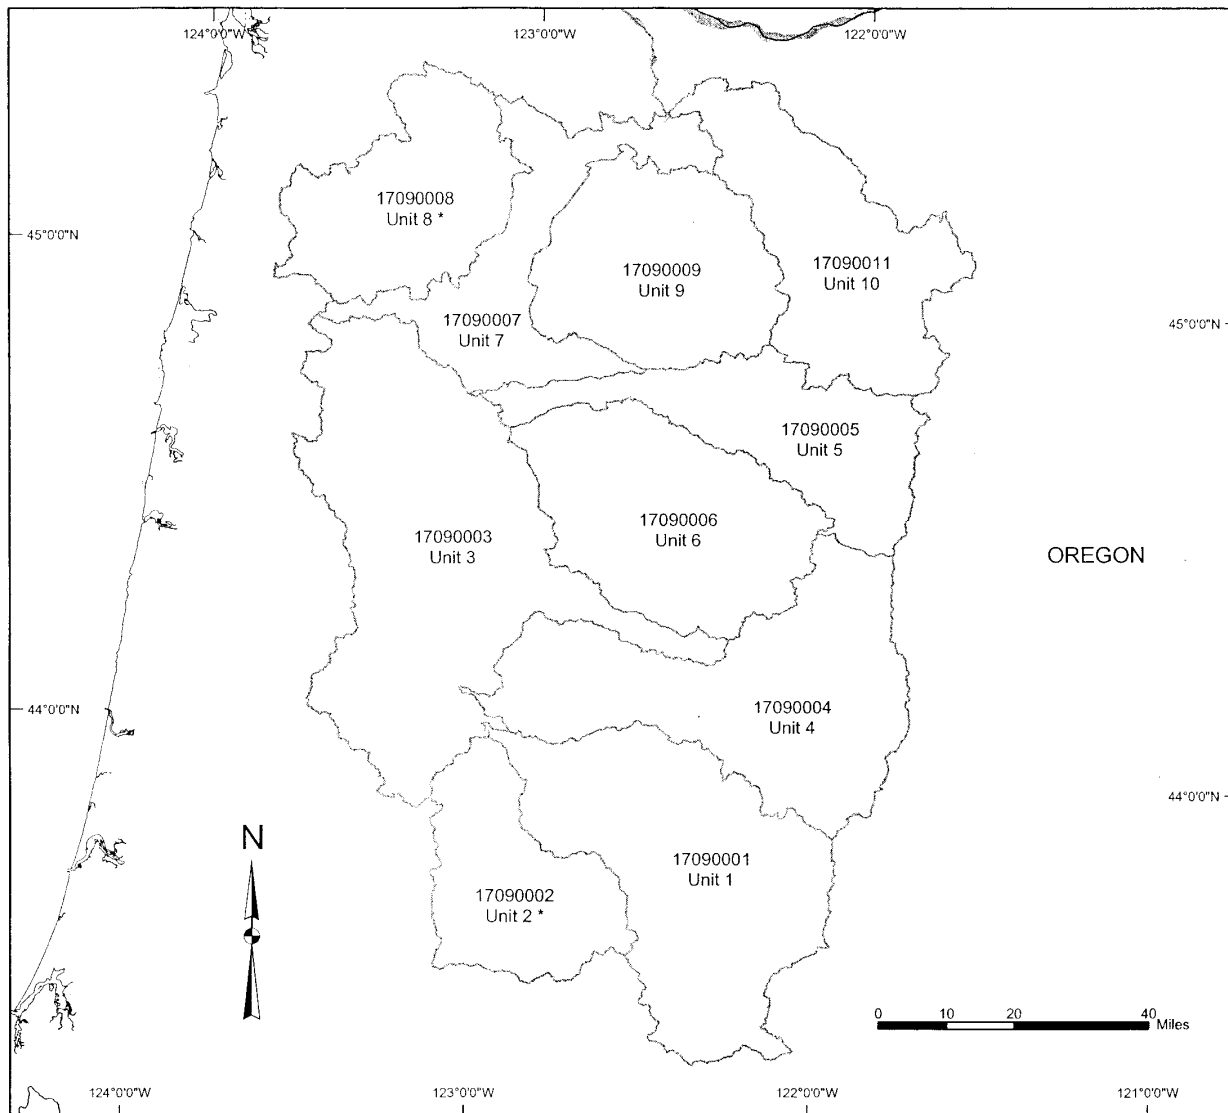 124°0'0"W
123°0'0"W
122°0'0"W
17090008
Unit 8 *
45°0'0"N
17090009
Unit 9
17090011
Unit 10
17090007
Unit 7
45°0'0"N
17090005
Unit 5
17090006
Unit 6
17090003
Unit 3
OREGON
17090004
Unit 4
44°0'0"N
44°0'0"N
N
17090001
Unit 1
17090002
Unit 2 *
0 10 20 40
Miles
124°0'0"W
123°0'0"W
122°0'0"W
121°0'0"W